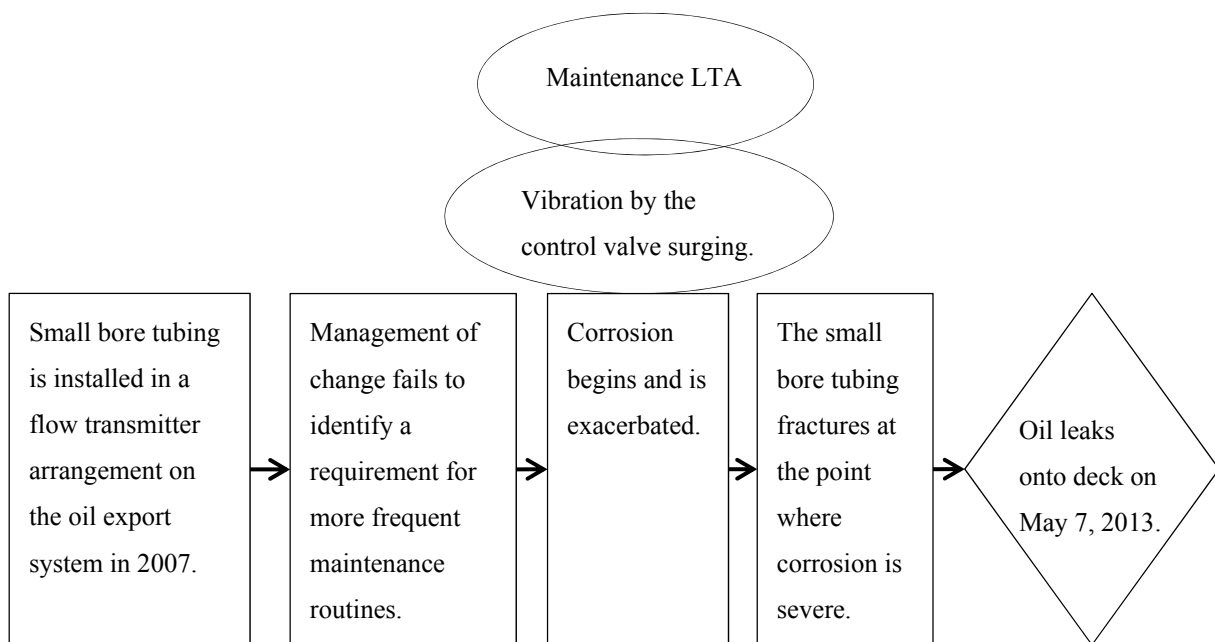 Maintenance LTA
Vibration by the
control valve surging.
Small bore tubing
is installed in a
flow transmitter
arrangement on
the oil export
system in 2007.
Management of
change fails to
identify a
requirement for
more frequent
maintenance
routines.
Corrosion
begins and is
exacerbated.
The small
bore tubing
fractures at
the point
where
corrosion is
severe.
Oil leaks
onto deck on
May 7, 2013.